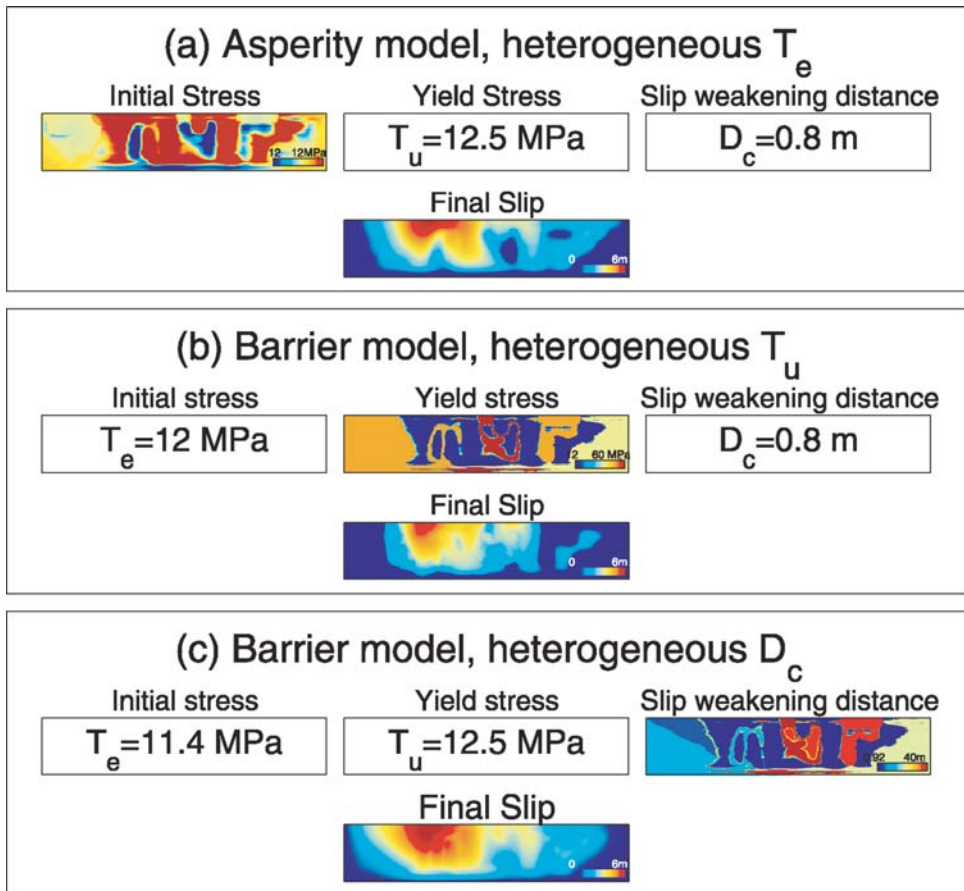 (a) Asperity model, heterogeneous Te
Initial Stress Yield Stress Slip weakening distance
12 12MPa Tu=12.5 MPa Dc=0.8 m
Final Slip
0 6m
(b) Barrier model, heterogeneous Tu
Initial stress Yield stress Slip weakening distance
Te=12 MPa 2 60 MPa Dc=0.8 m
Final Slip
0 6m
(c) Barrier model, heterogeneous Dc
Initial stress Yield stress Slip weakening distance
Te=11.4 MPa Tu=12.5 MPa 0.92 40m
Final Slip
0 6m